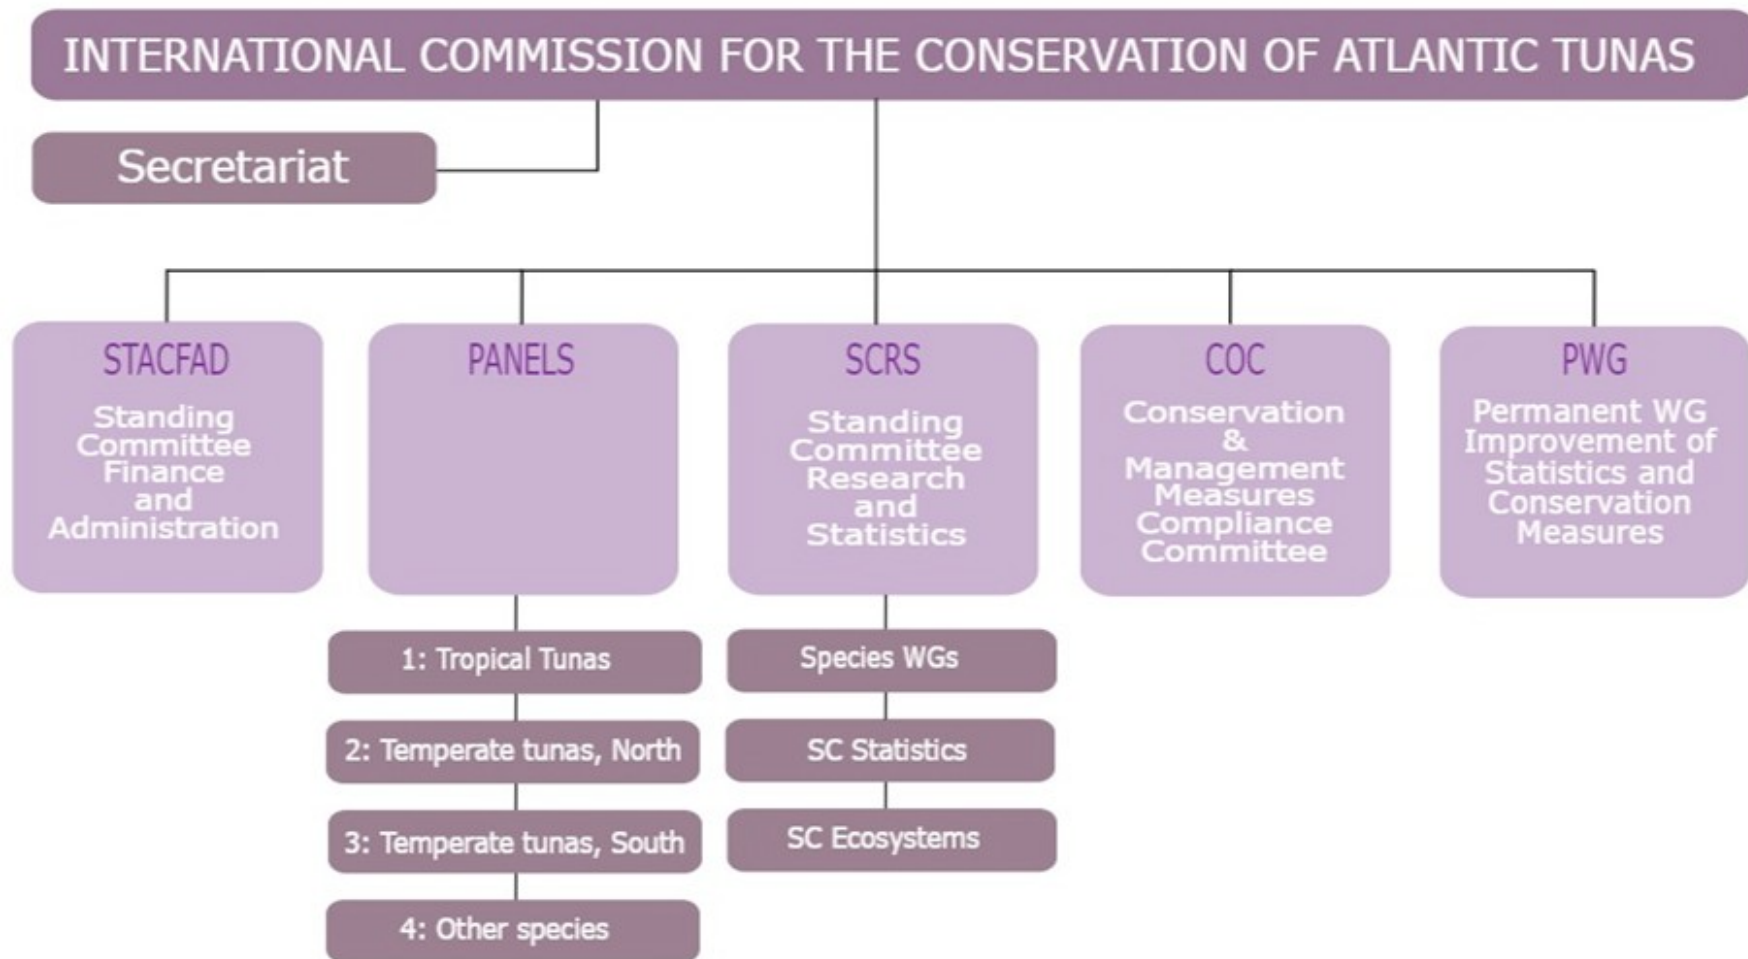 INTERNATIONAL COMMISSION FOR THE CONSERVATION OF ATLANTIC TUNAS
Secretariat
STACFAD
Standing
Committee
Finance
and
Administration
PANELS
1: Tropical Tunas
2: Temperate tunas, North
3: Temperate tunas, South
4: Other species
SCRS
Standing
Committee
Research
and
Statistics
Species WGs
SC Statistics
SC Ecosystems
COC
Conservation
&
Management
Measures
Compliance
Committee
PWG
Permanent WG
Improvement of
Statistics and
Conservation
Measures